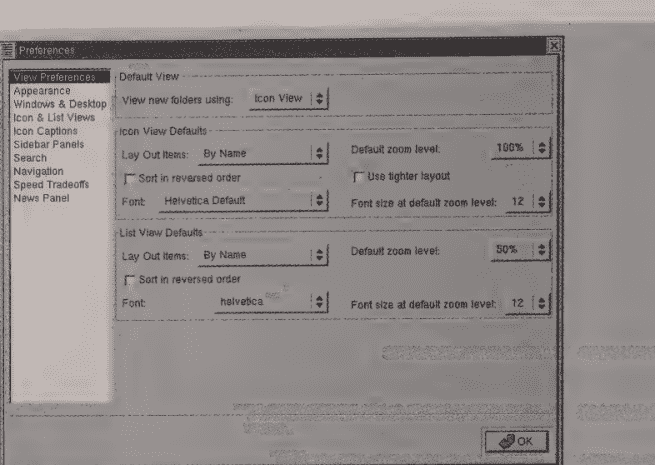 Preferences
View Preferences
Appearance
Windows & Desktop
Icon & List Views
Icon Captions
Sidebar Panels
Search
Navigation
Speed Tradeoffs
News Panel
Default View
View new folders using: Icon View
Icon View Defaults
Lay Out Items: By Name
Default zoom level: 100%
Sort in reversed order
Use tighter layout
Font: Helvetica Default
Font size at default zoom level: 12
List View Defaults
Lay Out Items: By Name
Default zoom level: 50%
Sort in reversed order
Font: helvetica
Font size at default zoom level: 12
OK